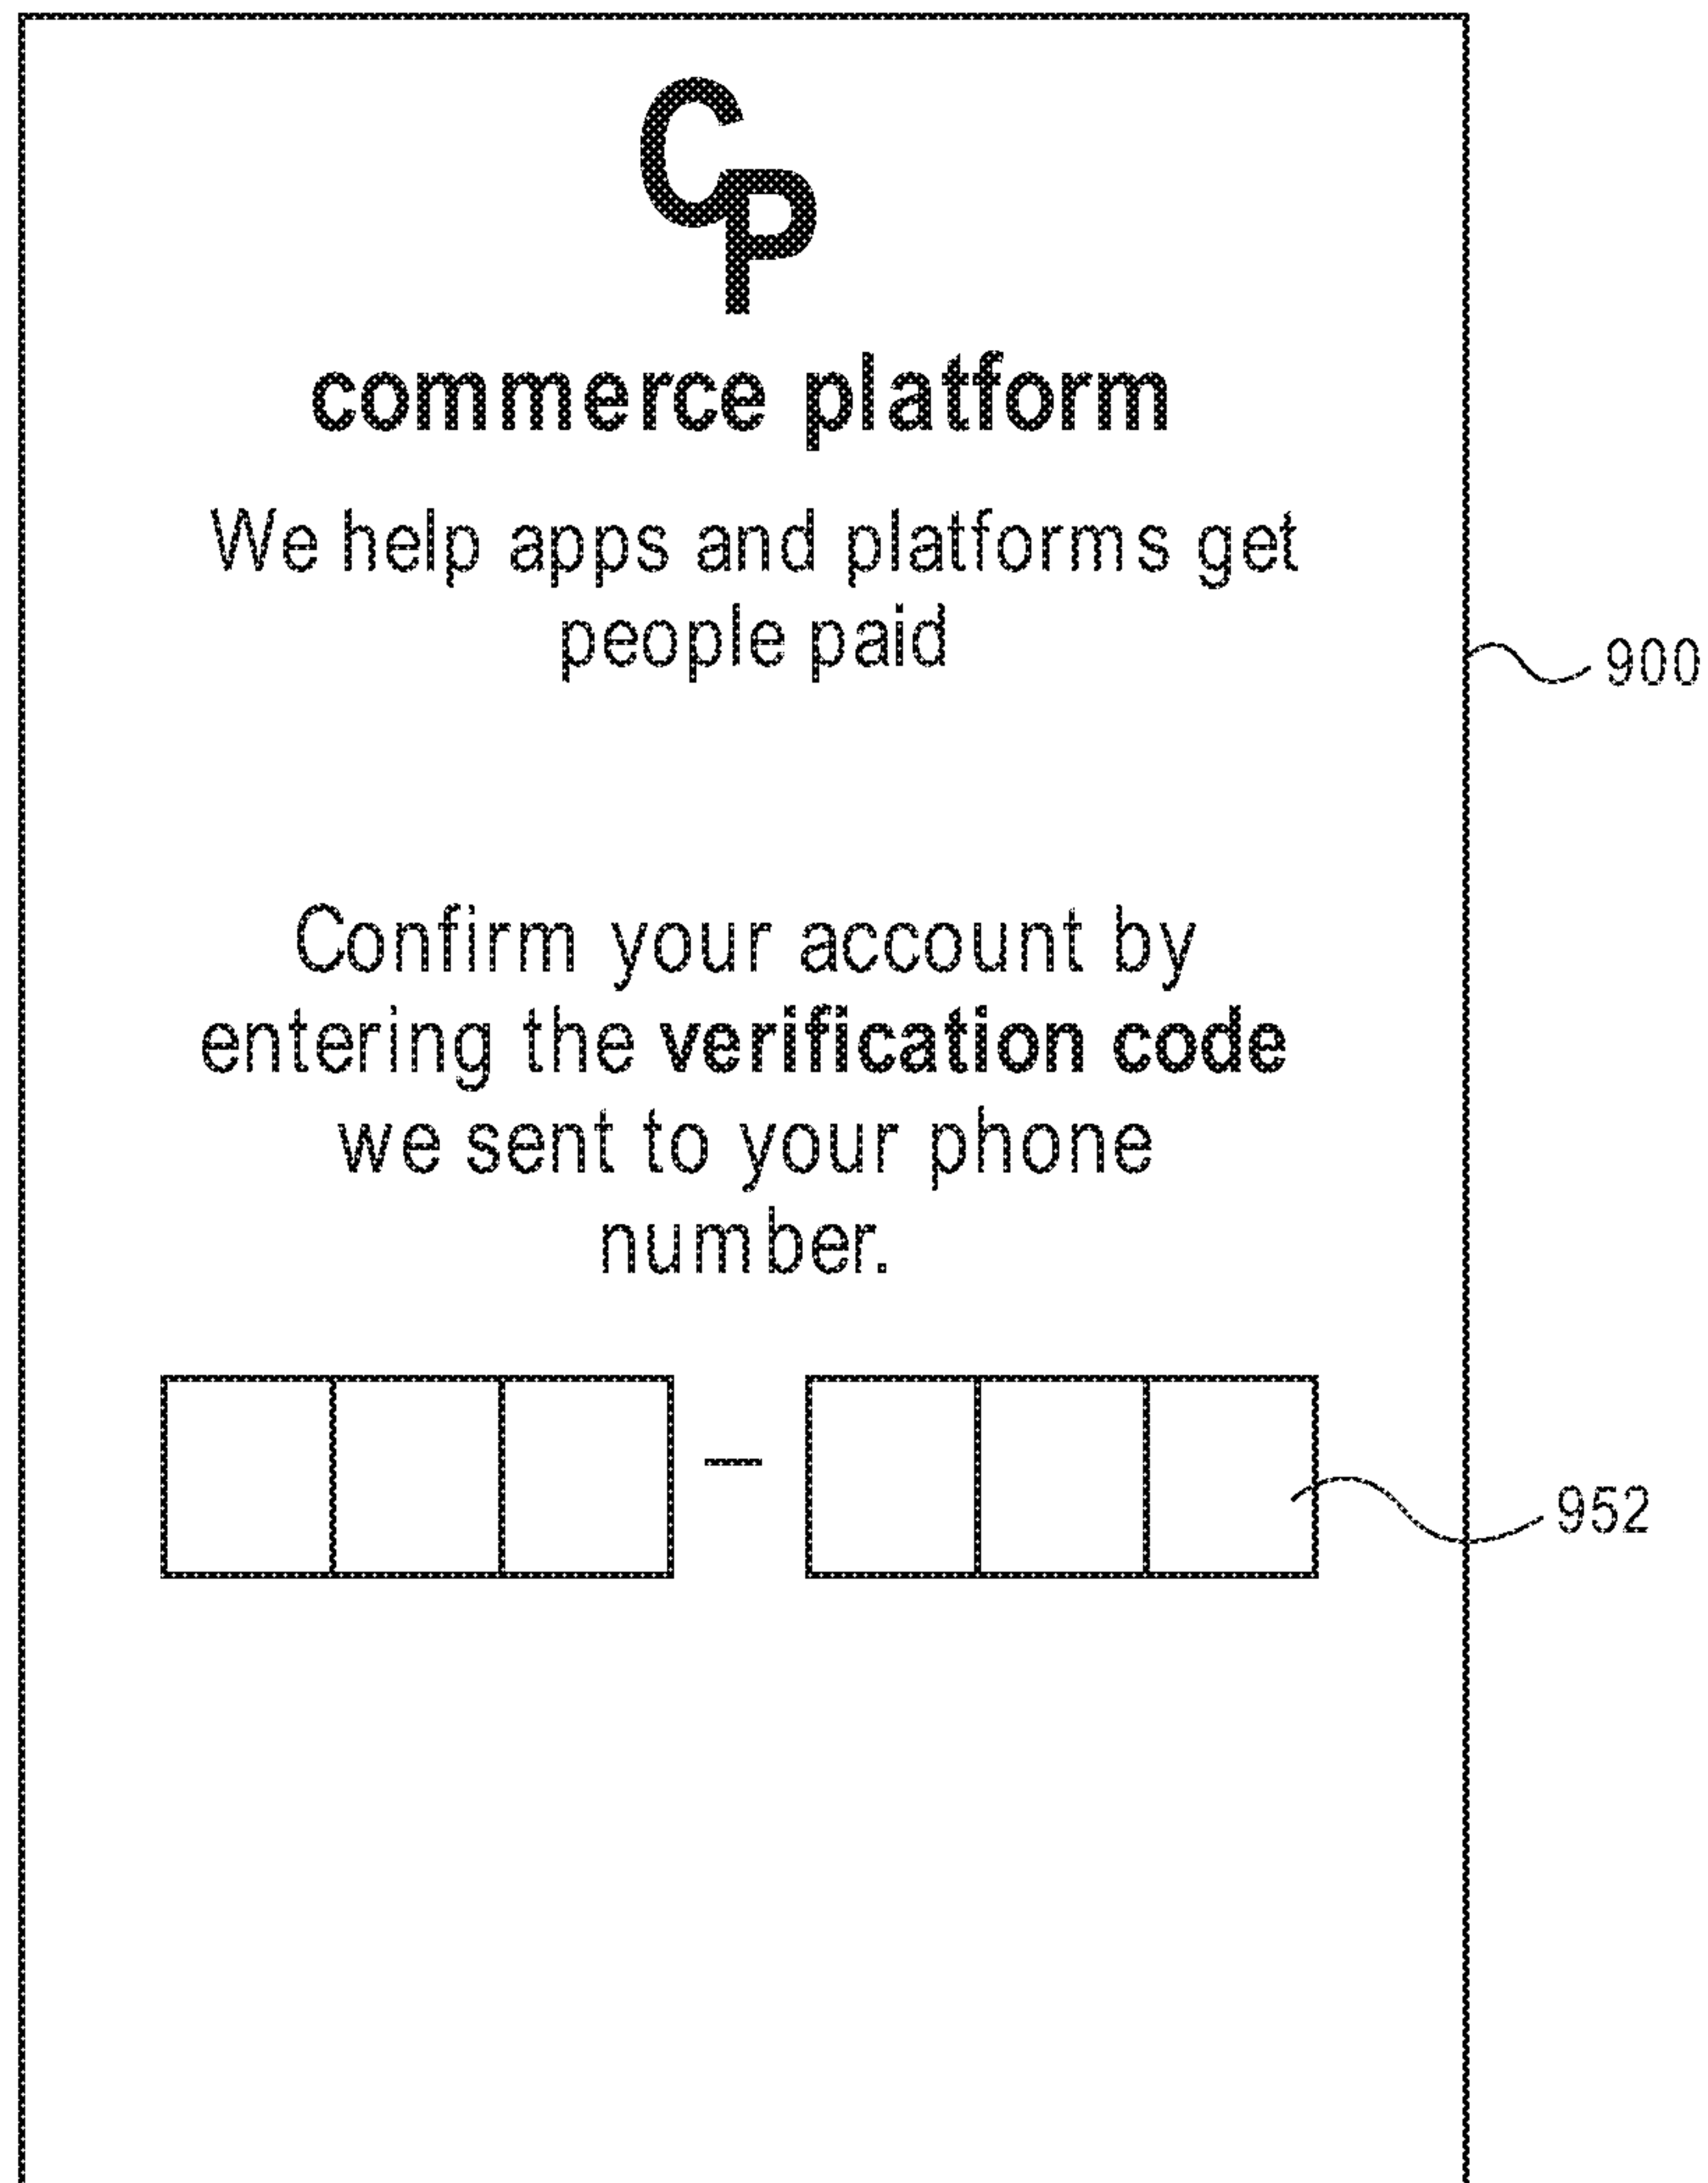 CP
commerce platform
We help apps and platforms get
people paid
900
Confirm your account by
entering the verification code
we sent to your phone
number.
–
952